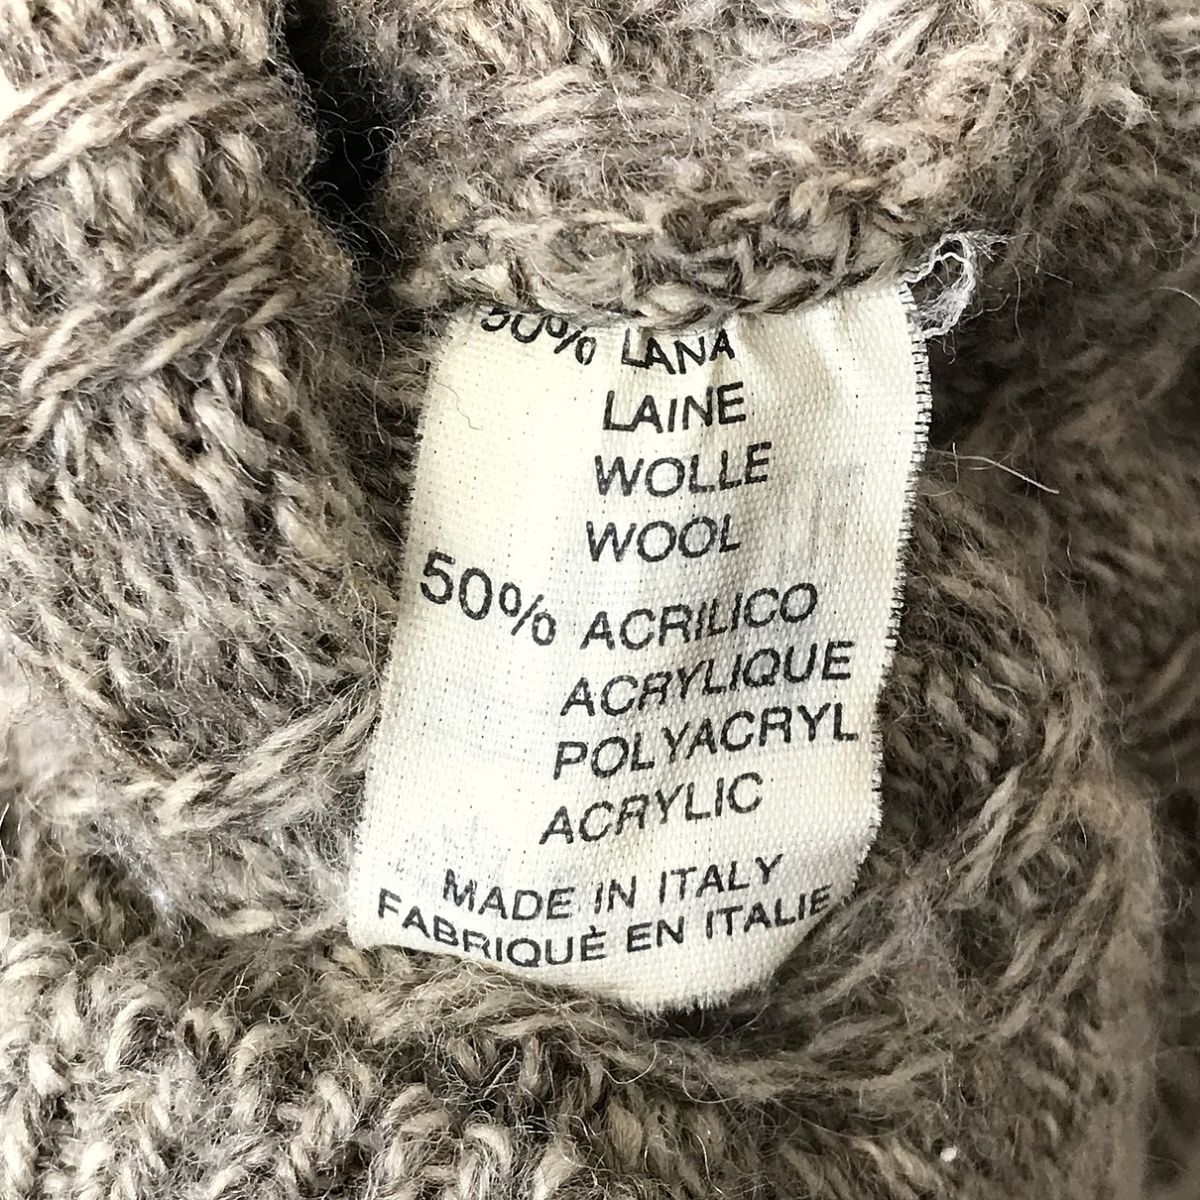 50% LANA
LAINE
WOLLE
WOOL
50% ACRILICO
ACRYLIQUE
POLYACRYL
ACRYLIC
MADE IN ITALY
FABRIQUÈ EN ITALIE